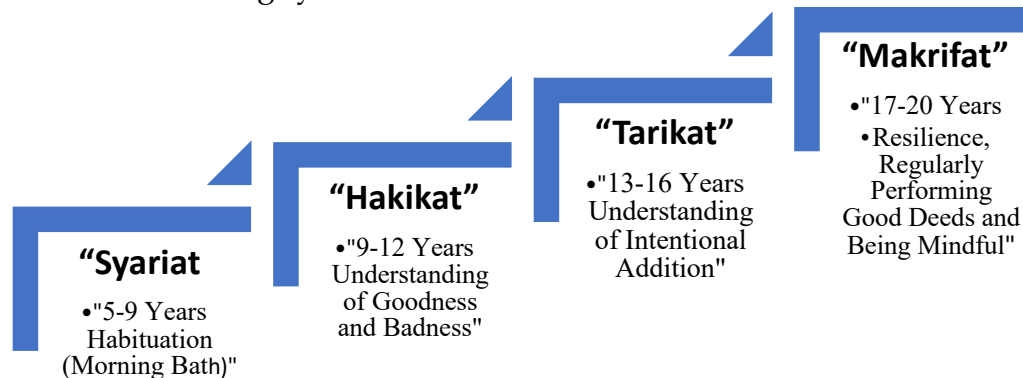 “Syariat
•"5-9 Years
Habituation
(Morning Bath)"
“Hakikat”
•"9-12 Years
Understanding
of Goodness
and Badness"
“Tarikat”
•"13-16 Years
Understanding
of Intentional
Addition"
“Makrifat”
•"17-20 Years
•Resilience,
Regularly
Performing
Good Deeds and
Being Mindful"